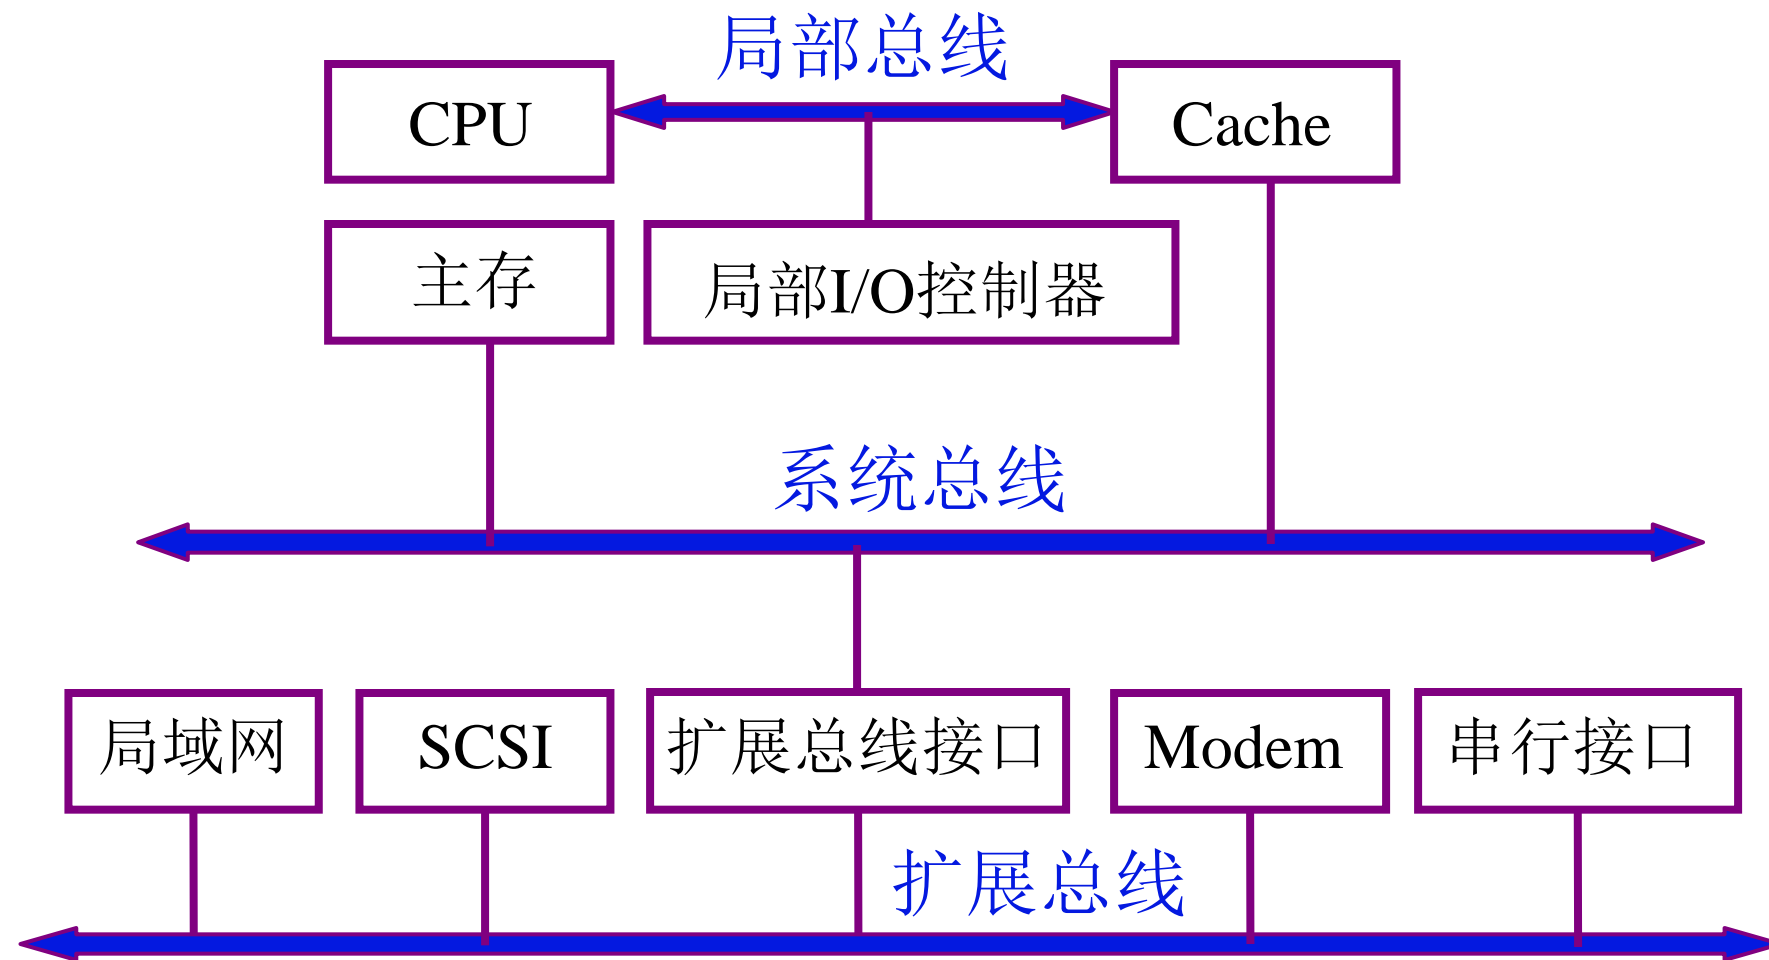 局部总线
CPU
Cache
主存
局部I/O控制器
系统总线
局域网
SCSI
扩展总线接口
Modem
串行接口
扩展总线